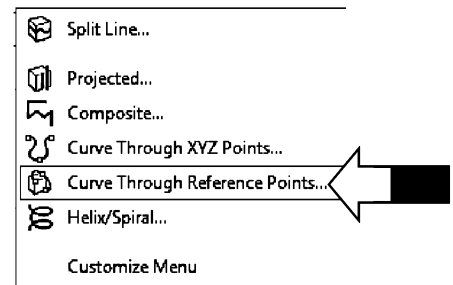 Split Line...
Projected...
Composite...
Curve Through XYZ Points...
Curve Through Reference Points...
Helix/Spiral...
Customize Menu